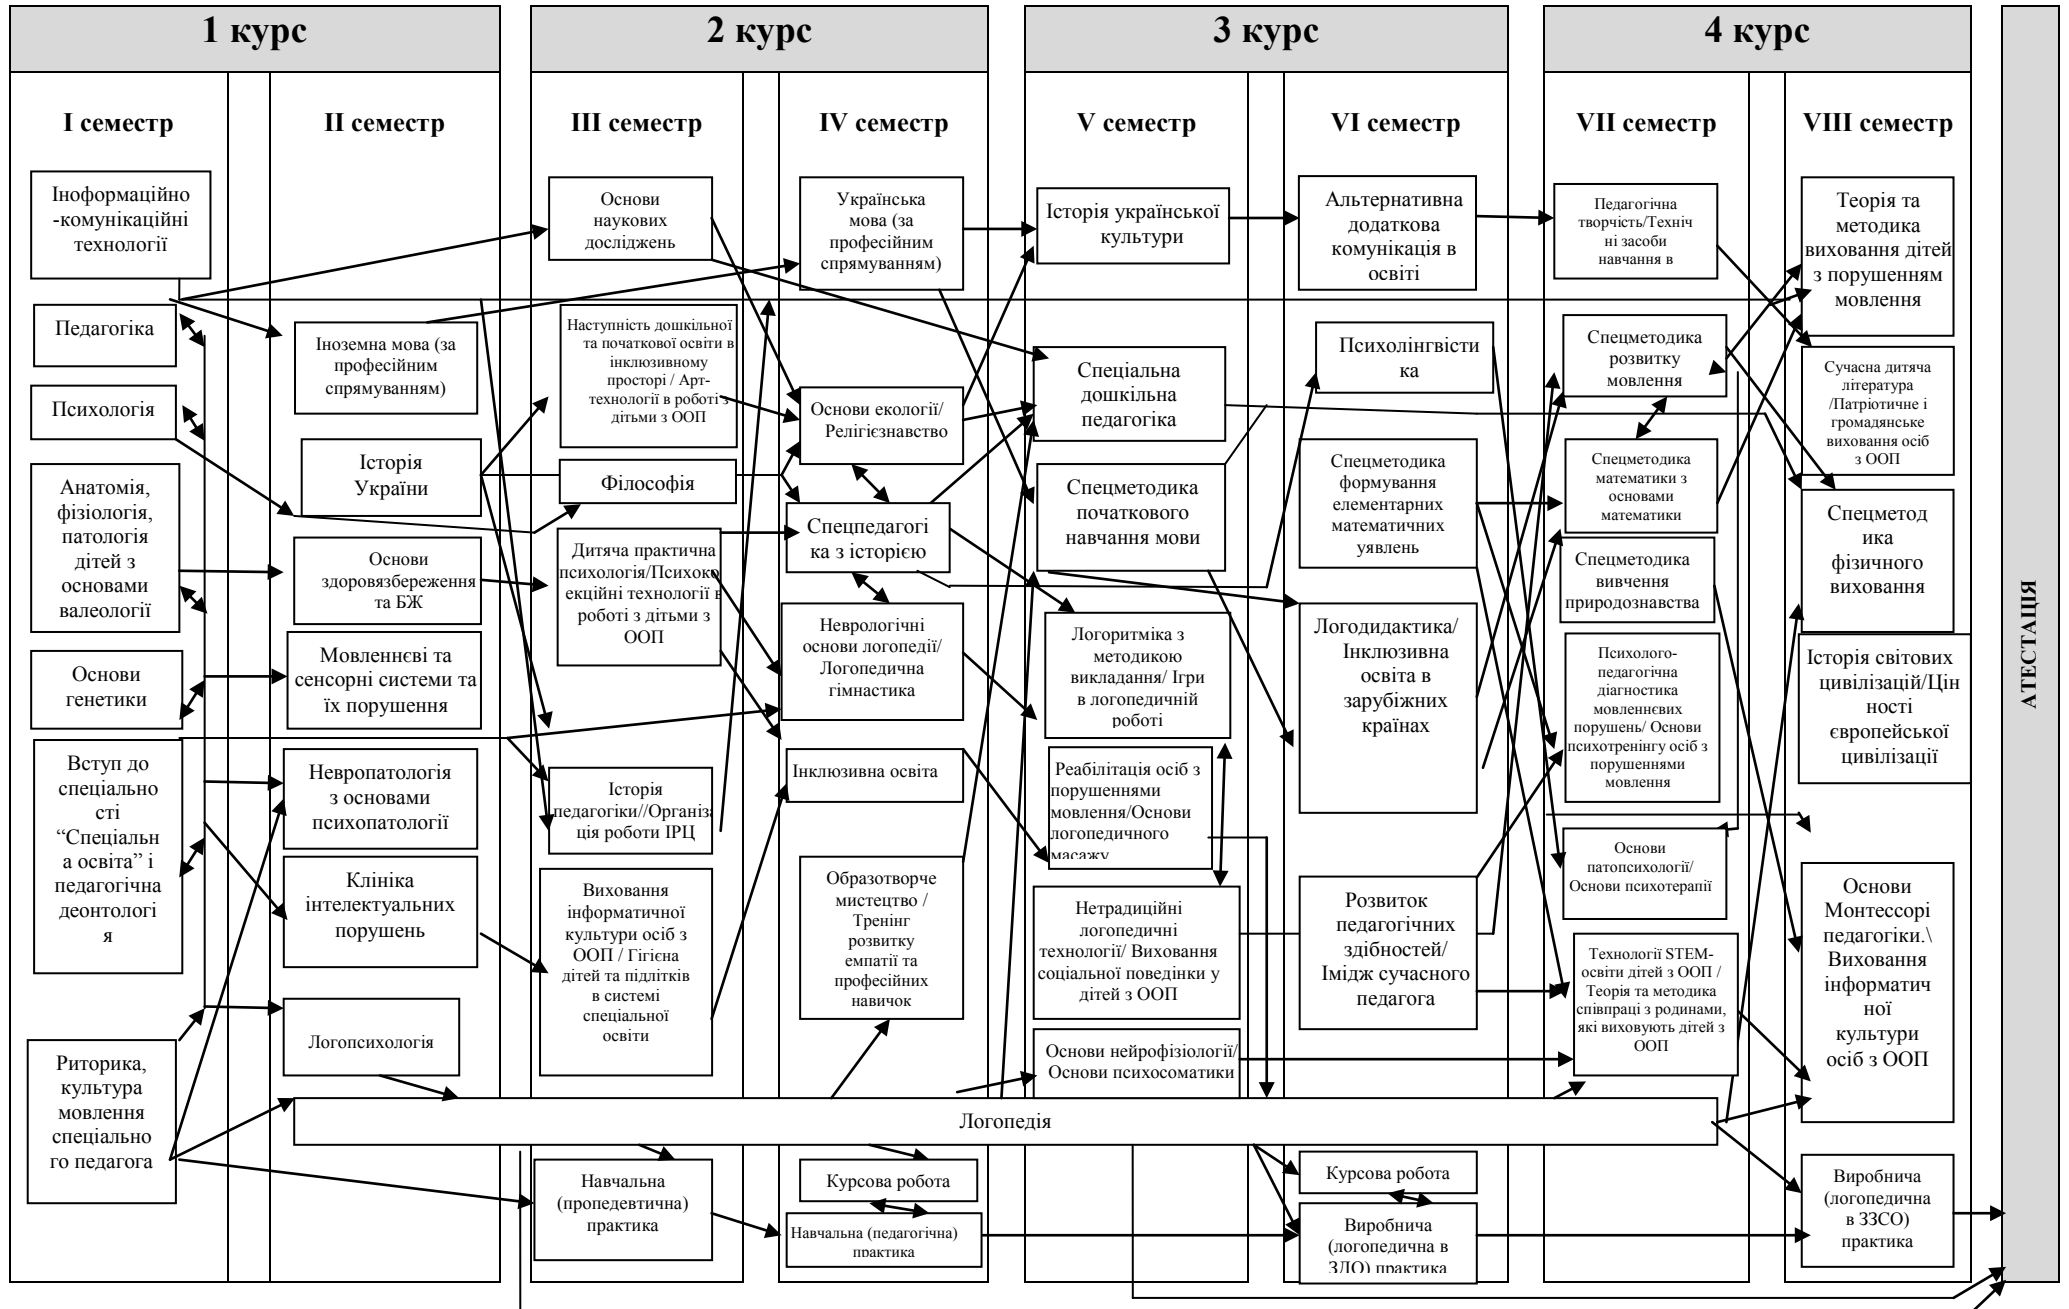 1 курс
2 курс
3 курс
4 курс
І семестр
ІІ семестр
ІІІ семестр
IV семестр
V семестр
VI семестр
VII семестр
VIII семестр
Іноформаційно
-комунікаційні
технології
Педагогіка
Психологія
Анатомія,
фізіологія,
патологія
дітей з
основами
валеології
Основи
генетики
Вступ до
спеціально
сті
“Спеціальн
а освіта” і
педагогічна
деонтологі
я
Риторика,
культура
мовлення
спеціально
го педагога
Іноземна мова (за
професійним
спрямуванням)
Історія
України
Основи
здоровязбереження
та БЖ
Мовленнєві та
сенсорні системи та
їх порушення
Невропатологія
з основами
психопатології
Клініка
інтелектуальних
порушень
Логопсихологія
Основи
наукових
досліджень
Наступність дошкільної
та початкової освіти в
інклюзивному
просторі / Арт-
технології в роботі з
дітьми з ООП
Філософія
Дитяча практична
психологія/Психоко
екційні технології в
роботі з дітьми з
ООП
Історія
педагогіки//Організа
ція роботи ІРЦ
Виховання
інформатичної
культури осіб з
ООП / Гігієна
дітей та підлітків
в системі
спеціальної
освіти
Навчальна
(пропедевтична)
практика
Українська
мова (за
професійним
спрямуванням)
Основи екології/
Релігієзнавство
Спецпедагогі
ка з історією
Неврологічні
основи логопедії/
Логопедична
гімнастика
Інклюзивна освіта
Образотворче
мистецтво /
Тренінг
розвитку
емпатії та
професійних
навичок
Курсова робота
Навчальна (педагогічна)
практика
Історія української
культури
Спеціальна
дошкільна
педагогіка
Спецметодика
початкового
навчання мови
Логоритміка з
методикою
викладання/ Ігри
в логопедичній
роботі
Реабілітація осіб з
порушеннями
мовлення/Основи
логопедичного
масажу
Нетрадиційні
логопедичні
технології/ Виховання
соціальної поведінки у
дітей з ООП
Основи нейрофізіології/
Основи психосоматики
Логопедія
Альтернативна
додаткова
комунікація в
освіті
Психолінгвісти
ка
Спецметодика
формування
елементарних
математичних
уявлень
Логодидактика/
Інклюзивна
освіта в
зарубіжних
країнах
Розвиток
педагогічних
здібностей/
Імідж сучасного
педагога
Курсова робота
Виробнича
(логопедична в
ЗДО) практика
Педагогічна
творчість/Техніч
ні засоби
навчання в
Спецметодика
розвитку
мовлення
Спецметодика
математики з
основами
математики
Спецметодика
вивчення
природознавства
Психолого-
педагогічна
діагностика
мовленнєвих
порушень/ Основи
психотренінгу осіб з
порушеннями
мовлення
Основи
патопсихології/
Основи психотерапії
Технології STEM-
освіти дітей з ООП /
Теорія та методика
співпраці з родинами,
які виховують дітей з
ООП
Теорія та
методика
виховання дітей
з порушенням
мовлення
Сучасна дитяча
література
/Патріотичне і
громадянське
виховання осіб
з ООП
Спецметод
ика
фізичного
виховання
Історія світових
цивілізацій/Цін
ності
європейської
цивілізації
Основи
Монтессорі
педагогіки.\
Виховання
інформатич
ної
культури
осіб з ООП
Виробнича
(логопедична
в ЗЗСО)
практика
АТЕСТАЦІЯ